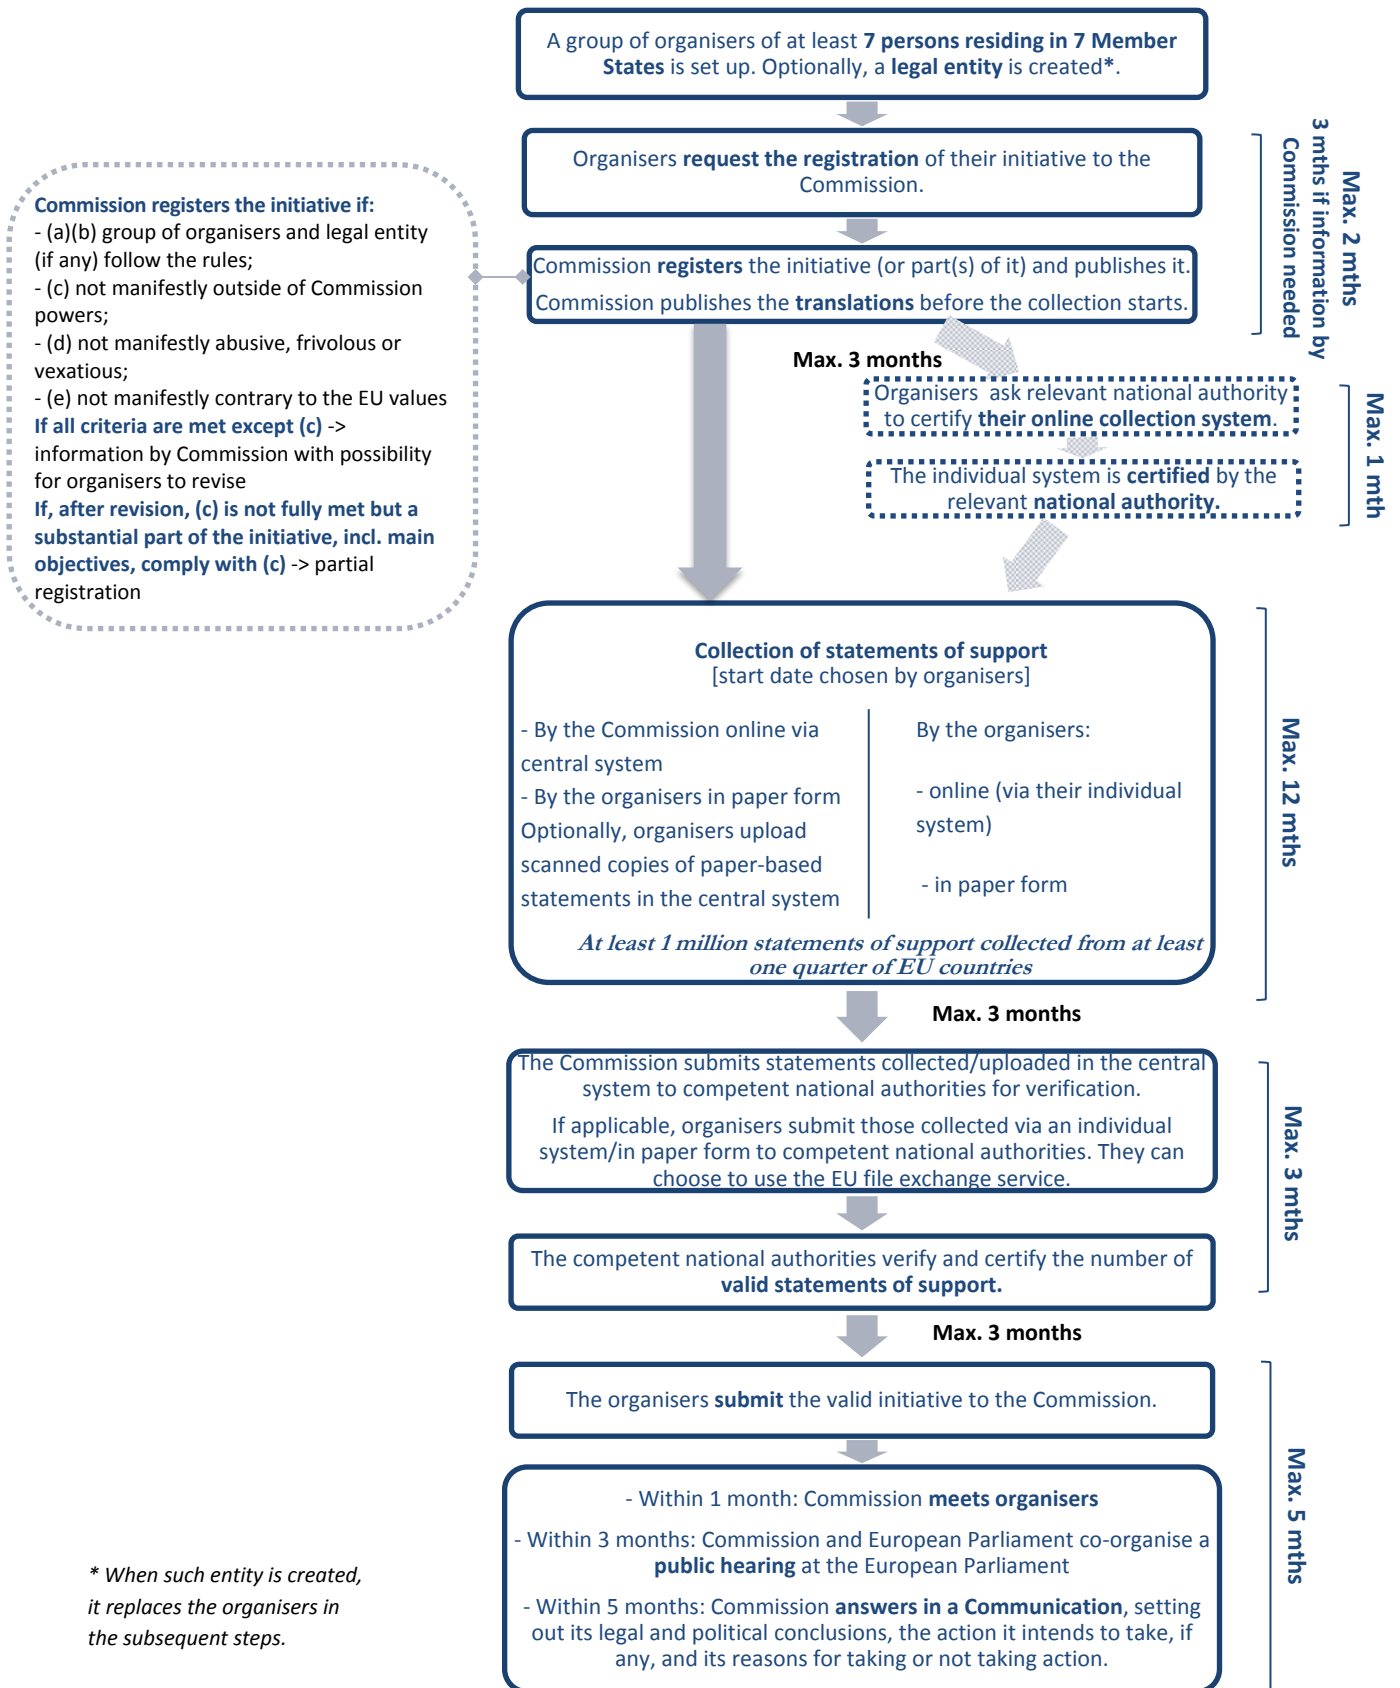 A group of organisers of at least 7 persons residing in 7 Member
States is set up. Optionally, a legal entity is created*.
Organisers request the registration of their initiative to the
Commission.
Max. 2 mths
3 mths if information by
Commission needed
Commission registers the initiative (or part(s) of it) and publishes it.
Commission publishes the translations before the collection starts.
Commission registers the initiative if:
- (a)(b) group of organisers and legal entity
(if any) follow the rules;
- (c) not manifestly outside of Commission
powers;
- (d) not manifestly abusive, frivolous or
vexatious;
- (e) not manifestly contrary to the EU values
If all criteria are met except (c) ->
information by Commission with possibility
for organisers to revise
If, after revision, (c) is not fully met but a
substantial part of the initiative, incl. main
objectives, comply with (c) -> partial
registration
Max. 3 months
Organisers ask relevant national authority
to certify their online collection system.
The individual system is certified by the
relevant national authority.
Max. 1 mth
Collection of statements of support
[start date chosen by organisers]
- By the Commission online via
central system
- By the organisers in paper form
Optionally, organisers upload
scanned copies of paper-based
statements in the central system
By the organisers:
- online (via their individual
system)
- in paper form
At least 1 million statements of support collected from at least
one quarter of EU countries
Max. 12 mths
Max. 3 months
The Commission submits statements collected/uploaded in the central
system to competent national authorities for verification.
If applicable, organisers submit those collected via an individual
system/in paper form to competent national authorities. They can
choose to use the EU file exchange service.
The competent national authorities verify and certify the number of
valid statements of support.
Max. 3 mths
Max. 3 months
The organisers submit the valid initiative to the Commission.
- Within 1 month: Commission meets organisers
- Within 3 months: Commission and European Parliament co-organise a
public hearing at the European Parliament
- Within 5 months: Commission answers in a Communication, setting
out its legal and political conclusions, the action it intends to take, if
any, and its reasons for taking or not taking action.
Max. 5 mths
* When such entity is created,
it replaces the organisers in
the subsequent steps.